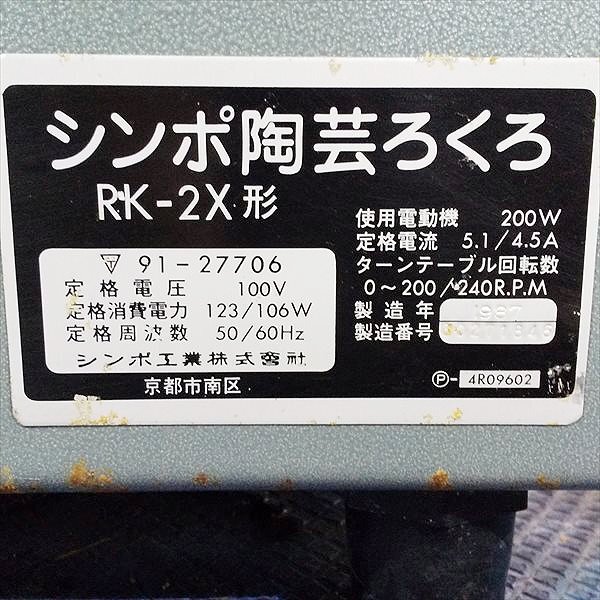 シンポ陶芸ろくろ
RK-2X形
91-27706
定格電圧 100V
定格消費電力 123/106W
定格周波数 50/60Hz
シンポ工業株式会社
京都市南区
使用電動機 200W
定格電流 5.1/4.5A
ターンテーブル回転数
0〜200/240R.P.M
製造年 1987
製造番号
Ⓟ- 4R09602